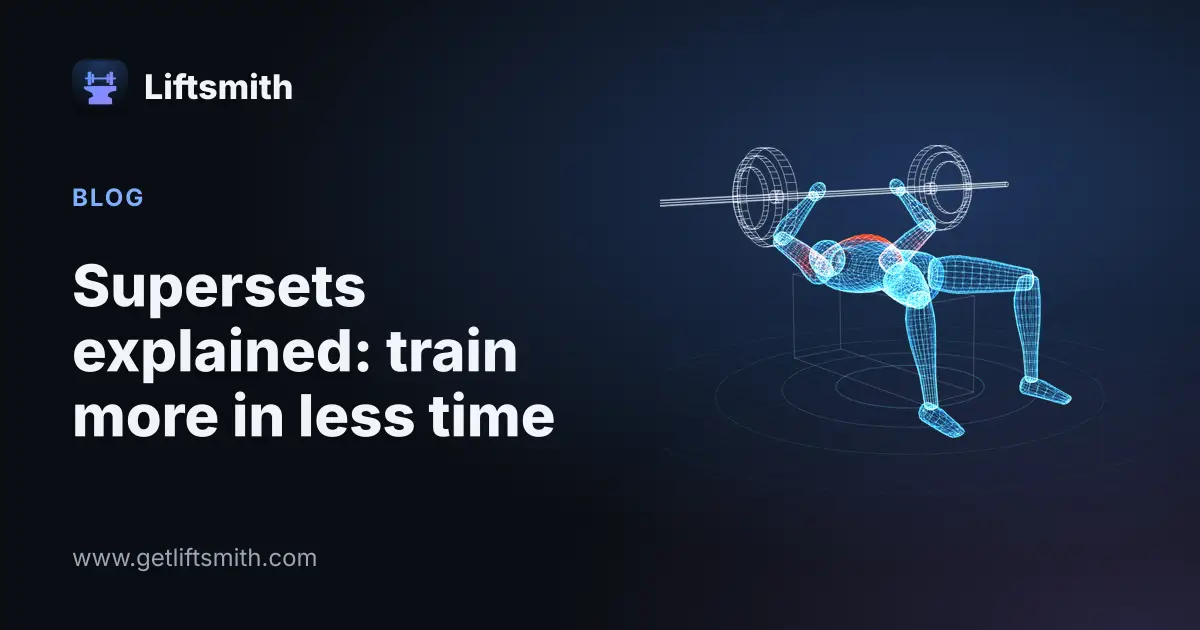 Liftsmith
BLOG
Supersets
explained: train
more in less time
www.getliftsmith.com